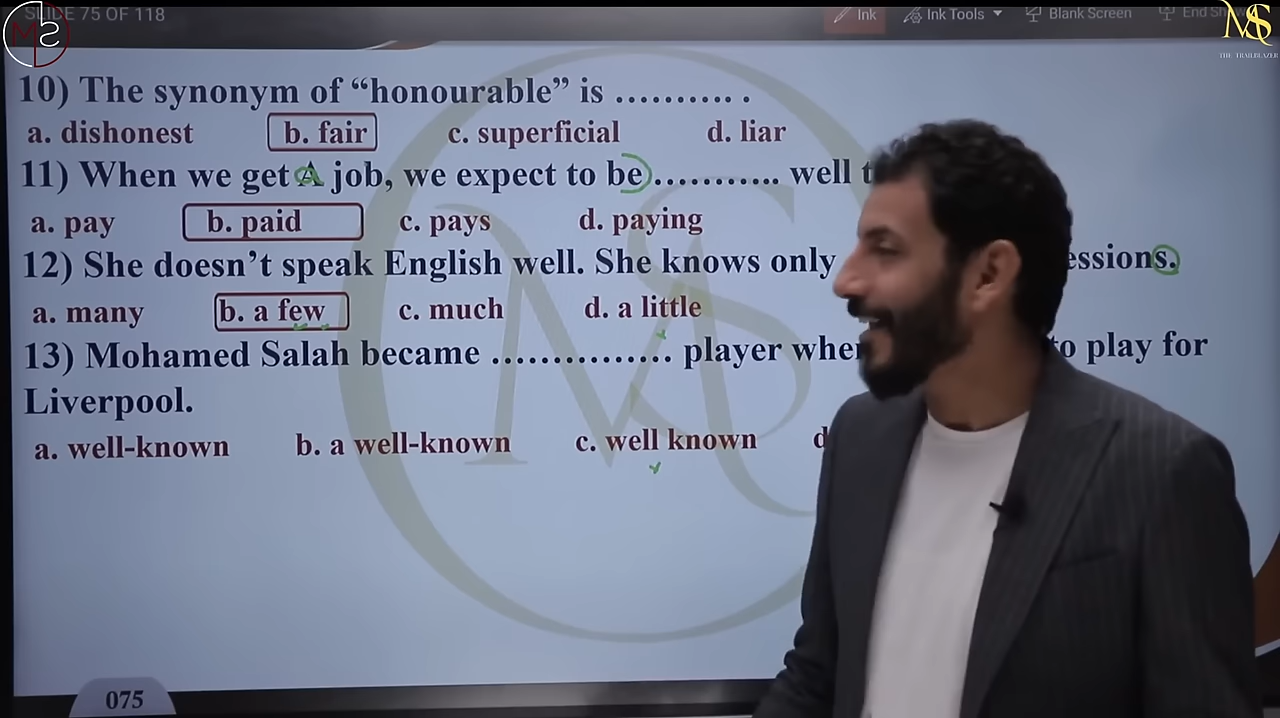 SLIDE 75 OF 118
Ink Ink Tools Blank Screen End
MS
THE TRAILBLAZER
10) The synonym of “honourable” is ........... .
a. dishonest b. fair c. superficial d. liar
11) When we get A job, we expect to be ........... well
a. pay b. paid c. pays d. paying
12) She doesn’t speak English well. She knows only
a. many b. a few c. much d. a little
13) Mohamed Salah became ............... player to play for
Liverpool.
a. well-known b. a well-known c. well known d
075